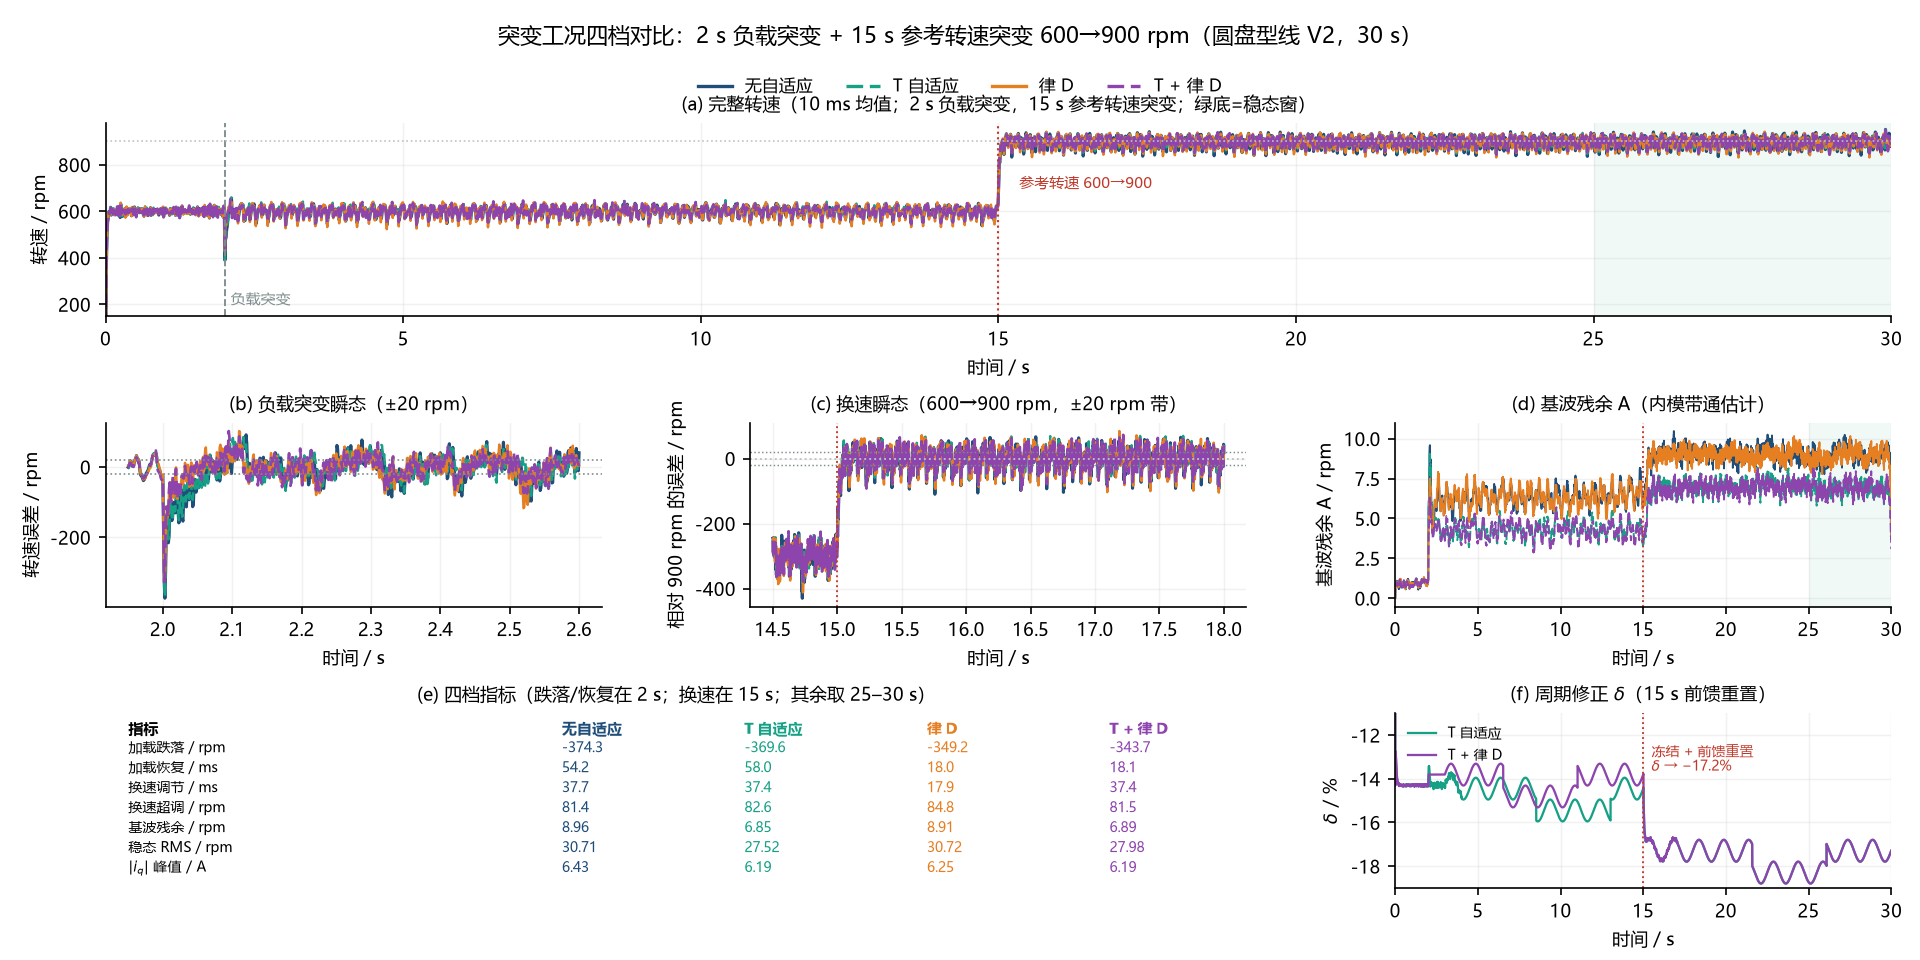 突变工况四档对比：2 s 负载突变 + 15 s 参考转速突变 600→900 rpm（圆盘型线 V2，30 s）
无自适应 T 自适应 律 D T + 律 D
(a) 完整转速（10 ms 均值；2 s 负载突变，15 s 参考转速突变；绿底=稳态窗）
转速 / rpm
800
600
400
200
负载突变
参考转速 600→900
0 5 10 15 20 25 30
时间 / s
(b) 负载突变瞬态（±20 rpm）
转速误差 / rpm
0
-200
2.0 2.1 2.2 2.3 2.4 2.5 2.6
时间 / s
(c) 换速瞬态（600→900 rpm，±20 rpm 带）
相对 900 rpm 的误差 / rpm
0
-200
-400
14.5 15.0 15.5 16.0 16.5 17.0 17.5 18.0
时间 / s
(d) 基波残余 A（内模带通估计）
基波残余 A / rpm
10.0
7.5
5.0
2.5
0.0
0 5 10 15 20 25 30
时间 / s
(e) 四档指标（跌落/恢复在 2 s；换速在 15 s；其余取 25–30 s）
指标 无自适应 T 自适应 律 D T + 律 D
加载跌落 / rpm -374.3 -369.6 -349.2 -343.7
加载恢复 / ms 54.2 58.0 18.0 18.1
换速调节 / ms 37.7 37.4 17.9 37.4
换速超调 / rpm 81.4 82.6 84.8 81.5
基波残余 / rpm 8.96 6.85 8.91 6.89
稳态 RMS / rpm 30.71 27.52 30.72 27.98
|iq| 峰值 / A 6.43 6.19 6.25 6.19
(f) 周期修正 δ（15 s 前馈重置）
δ / %
-12
-14
-16
-18
T 自适应
T + 律 D
冻结 + 前馈重置
δ → −17.2%
0 5 10 15 20 25 30
时间 / s